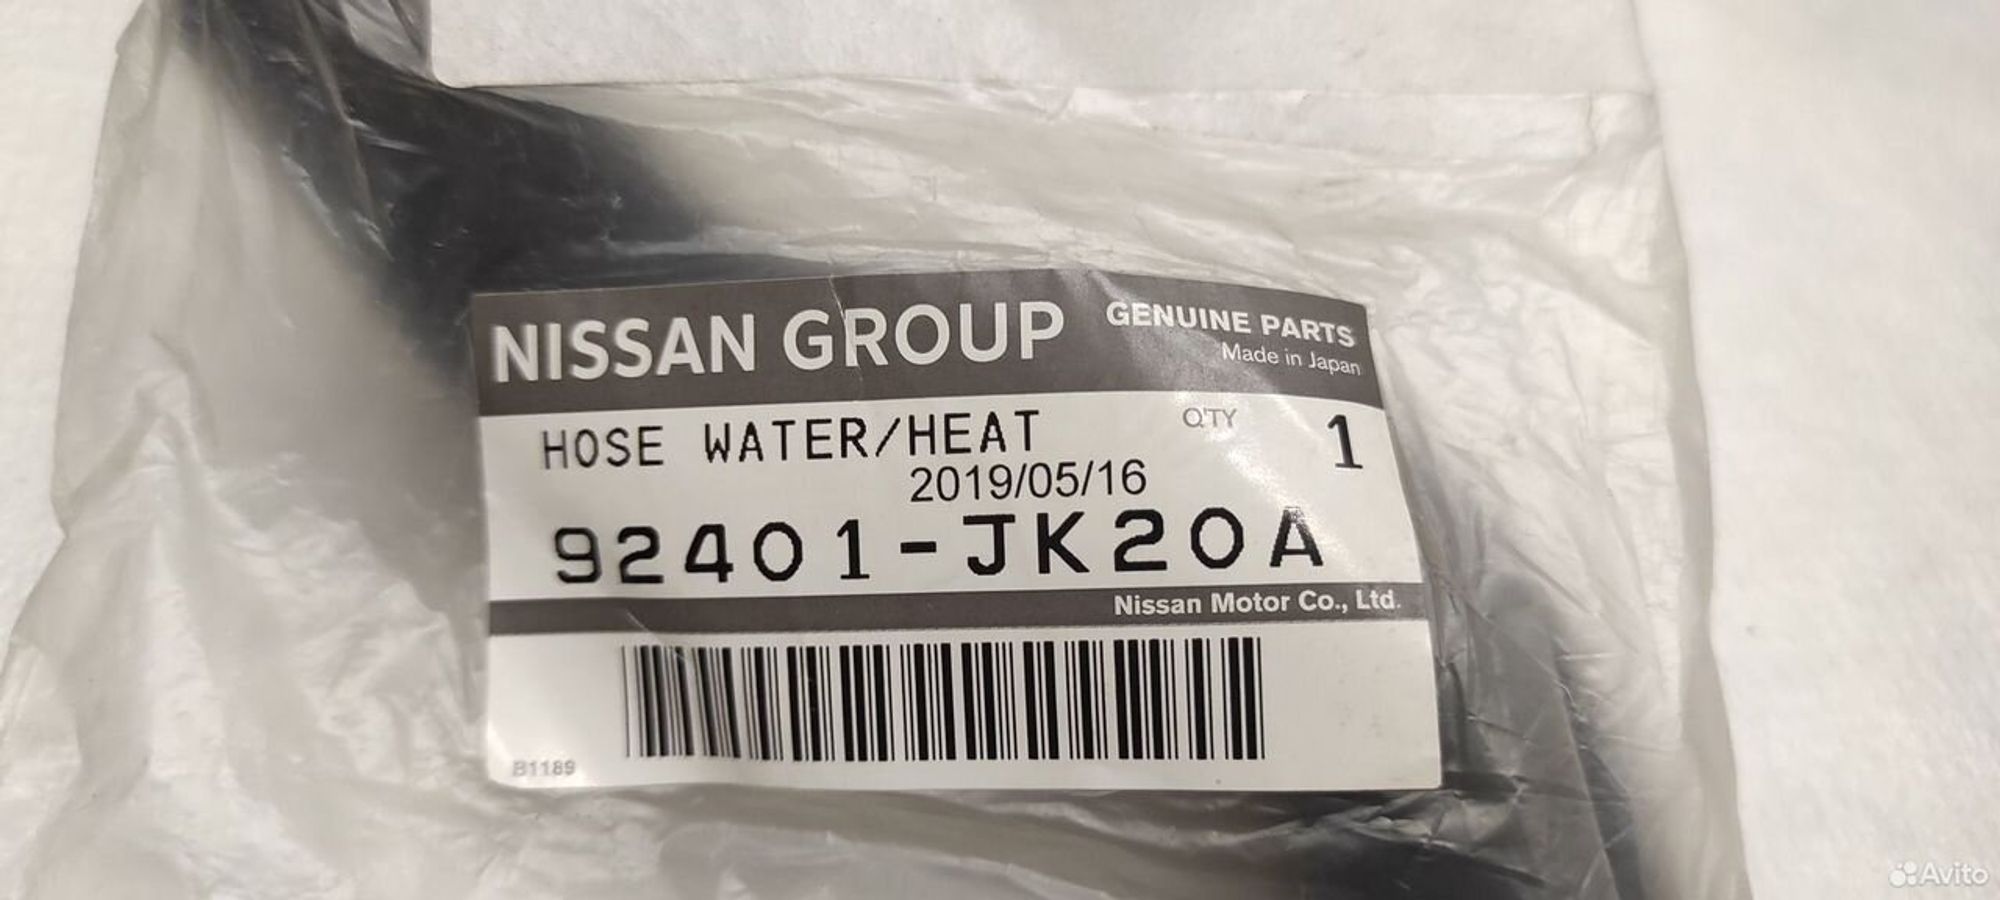 NISSAN GROUP GENUINE PARTS
Made in Japan
HOSE WATER/HEAT Q'TY 1
2019/05/16
92401-JK20A
Nissan Motor Co., Ltd.
B1189
Avito